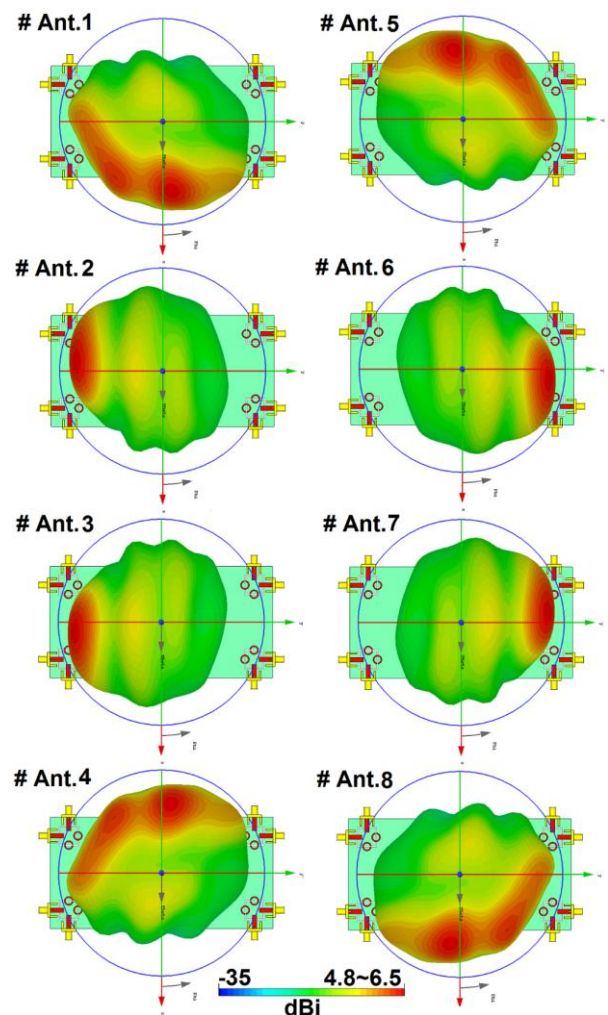 # Ant.1
# Ant.5
# Ant.2
# Ant.6
# Ant.3
# Ant.7
# Ant.4
# Ant.8
-35
4.8~6.5
dBi